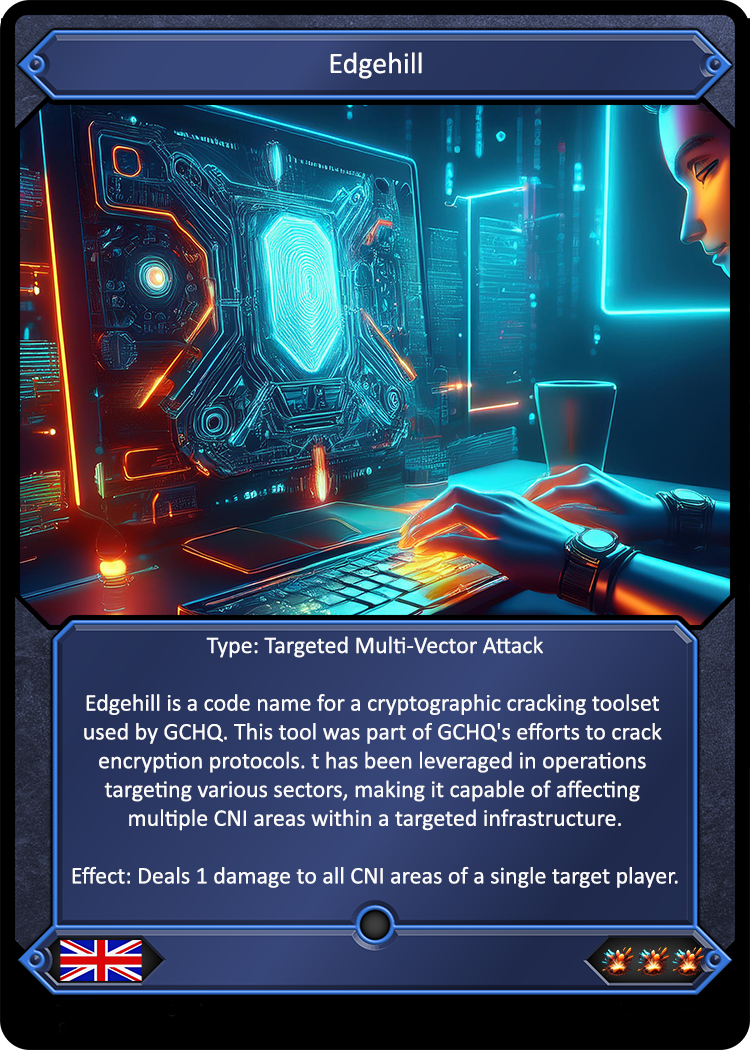 Edgehill
Type: Targeted Multi-Vector Attack
Edgehill is a code name for a cryptographic cracking toolset
used by GCHQ. This tool was part of GCHQ's efforts to crack
encryption protocols. t has been leveraged in operations
targeting various sectors, making it capable of affecting
multiple CNI areas within a targeted infrastructure.
Effect: Deals 1 damage to all CNI areas of a single target player.